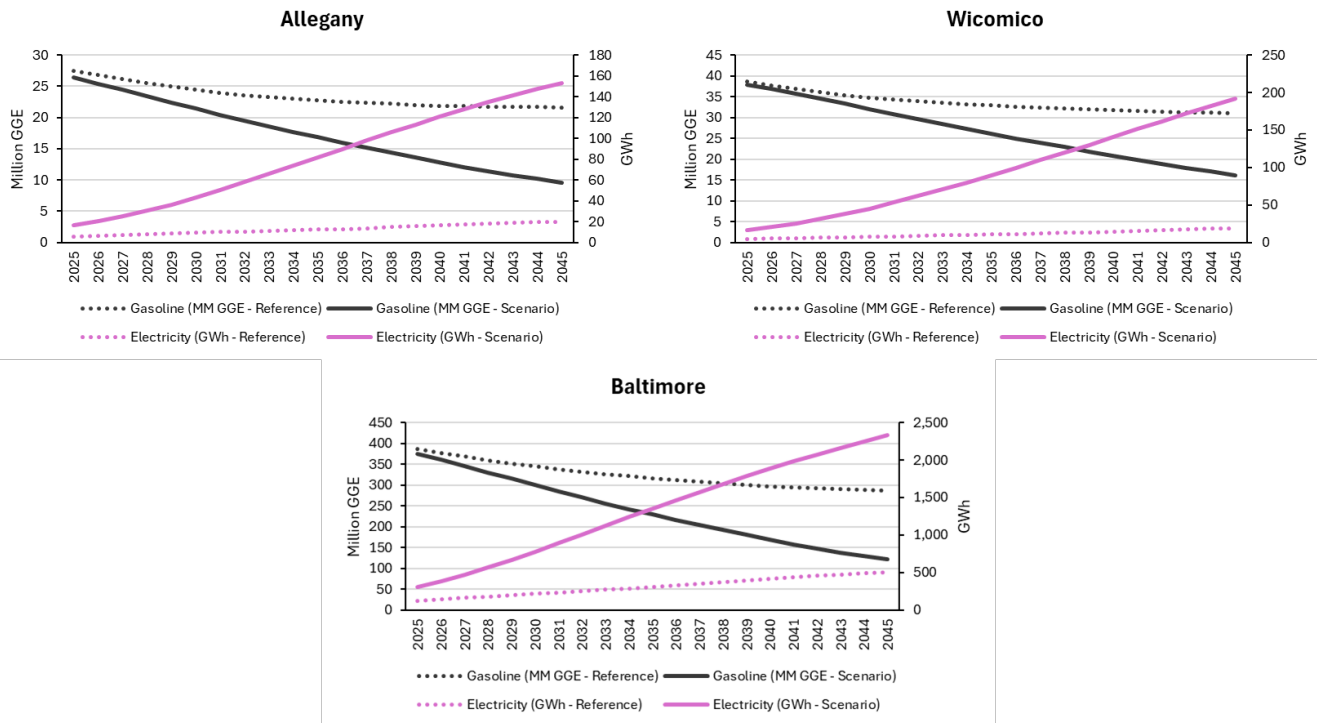 Allegany
30
25
20
15
10
5
0
Million GGE
180
160
140
120
100
80
60
40
20
0
GWh
2025 2026 2027 2028 2029 2030 2031 2032 2033 2034 2035 2036 2037 2038 2039 2040 2041 2042 2043 2044 2045
Gasoline (MM GGE - Reference) Gasoline (MM GGE - Scenario)
Electricity (GWh - Reference) Electricity (GWh - Scenario)
Wicomico
45
40
35
30
25
20
15
10
5
0
Million GGE
250
200
150
100
50
0
GWh
2025 2026 2027 2028 2029 2030 2031 2032 2033 2034 2035 2036 2037 2038 2039 2040 2041 2042 2043 2044 2045
Gasoline (MM GGE - Reference) Gasoline (MM GGE - Scenario)
Electricity (GWh - Reference) Electricity (GWh - Scenario)
Baltimore
450
400
350
300
250
200
150
100
50
0
Million GGE
2,500
2,000
1,500
1,000
500
0
GWh
2025 2026 2027 2028 2029 2030 2031 2032 2033 2034 2035 2036 2037 2038 2039 2040 2041 2042 2043 2044 2045
Gasoline (MM GGE - Reference) Gasoline (MM GGE - Scenario)
Electricity (GWh - Reference) Electricity (GWh - Scenario)